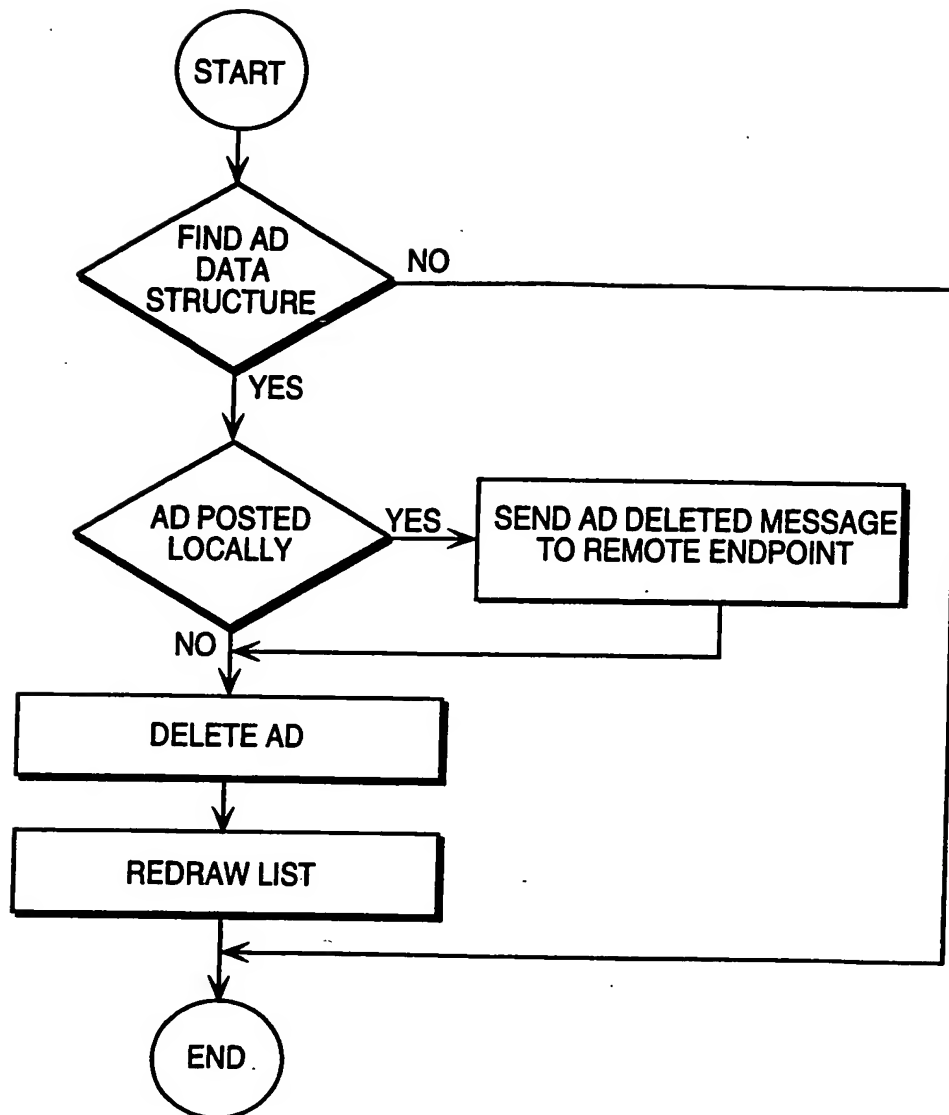 START
FIND AD
DATA
STRUCTURE
NO
YES
AD POSTED
LOCALLY
YES
SEND AD DELETED MESSAGE
TO REMOTE ENDPOINT
NO
DELETE AD
REDRAW LIST
END